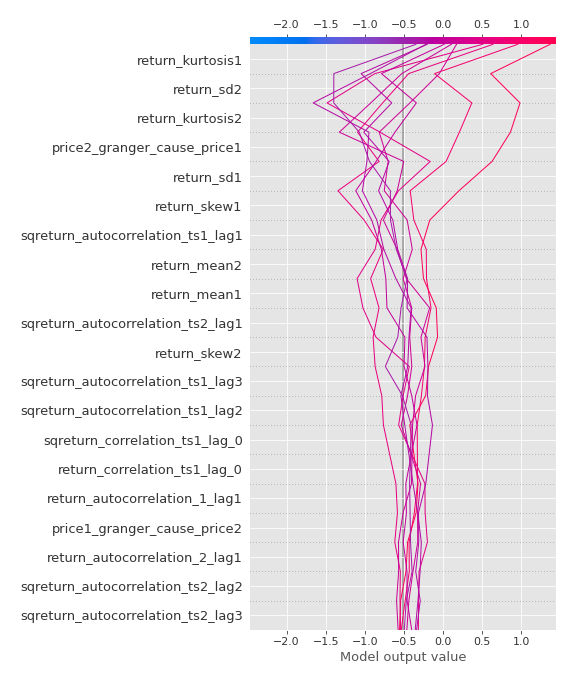 −2.0 −1.5 −1.0 −0.5 0.0 0.5 1.0
return_kurtosis1
return_sd2
return_kurtosis2
price2_granger_cause_price1
return_sd1
return_skew1
sqreturn_autocorrelation_ts1_lag1
return_mean2
return_mean1
sqreturn_autocorrelation_ts2_lag1
return_skew2
sqreturn_autocorrelation_ts1_lag3
sqreturn_autocorrelation_ts1_lag2
sqreturn_correlation_ts1_lag_0
return_correlation_ts1_lag_0
return_autocorrelation_1_lag1
price1_granger_cause_price2
return_autocorrelation_2_lag1
sqreturn_autocorrelation_ts2_lag2
sqreturn_autocorrelation_ts2_lag3
−2.0 −1.5 −1.0 −0.5 0.0 0.5 1.0
Model output value